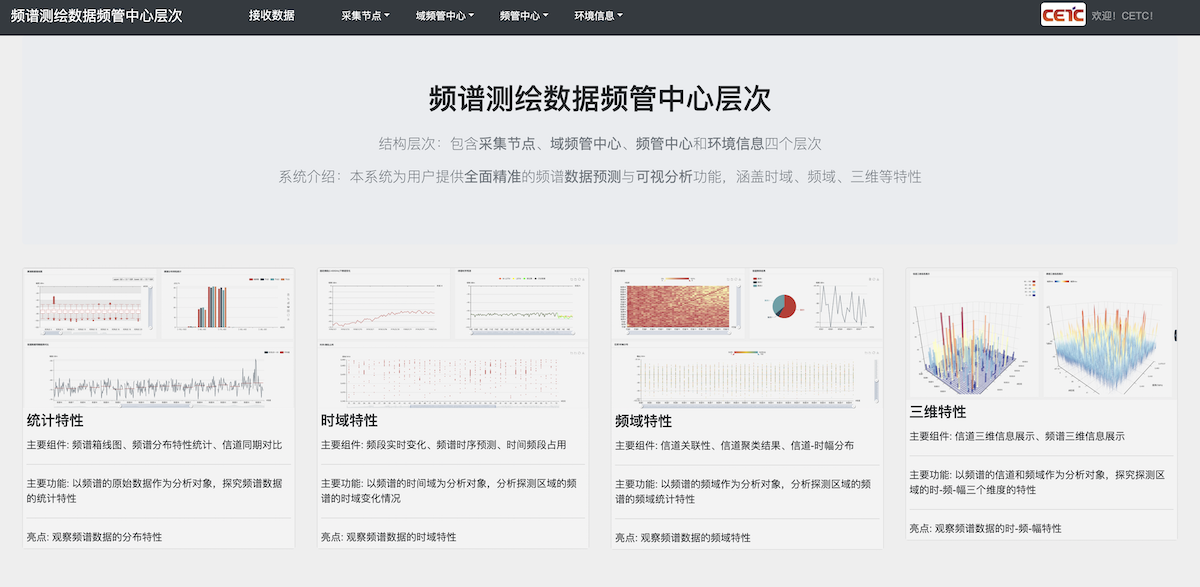 频谱测绘数据频管中心层次
接收数据
采集节点
域频管中心
频管中心
环境信息
CETC
欢迎！CETC！
频谱测绘数据频管中心层次
结构层次：包含采集节点、域频管中心、频管中心和环境信息四个层次
系统介绍：本系统为用户提供全面精准的频谱数据预测与可视分析功能，涵盖时域、频域、三维等特性
统计特性
主要组件: 频谱箱线图、频谱分布特性统计、信道同期对比
主要功能: 以频谱的原始数据作为分析对象，探究频谱数据
的统计特性
亮点: 观察频谱数据的分布特性
时域特性
主要组件: 频段实时变化、频谱时序预测、时间频段占用
主要功能: 以频谱的时间域为分析对象，分析探测区域的频
谱的时域变化情况
亮点: 观察频谱数据的时域特性
频域特性
主要组件: 信道关联性、信道聚类结果、信道-时幅分布
主要功能: 以频谱的频域作为分析对象，分析探测区域的频
谱的频域统计特性
亮点: 观察频谱数据的频域特性
三维特性
主要组件: 信道三维信息展示、频谱三维信息展示
主要功能: 以频谱的信道和频域作为分析对象，探究探测区
域的时-频-幅三个维度的特性
亮点: 观察频谱数据的时-频-幅特性